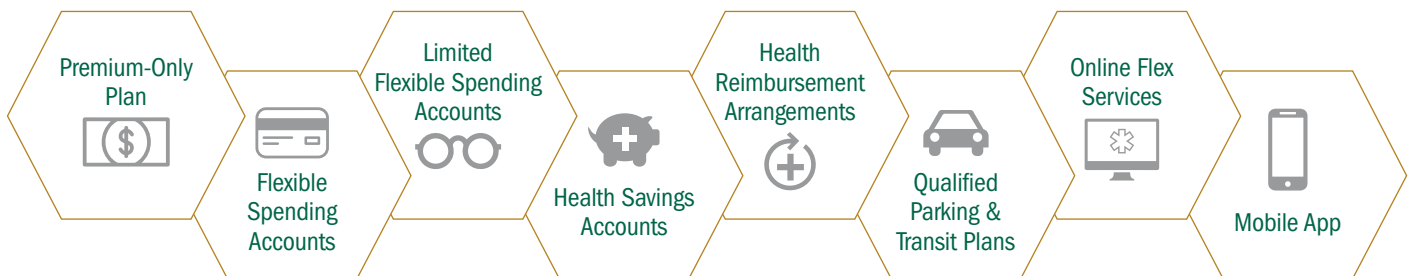 Premium-Only
Plan
$
Flexible
Spending
Accounts
Limited
Flexible Spending
Accounts
Health Savings
Accounts
Health
Reimbursement
Arrangements
Qualified
Parking &
Transit Plans
Online Flex
Services
Mobile App